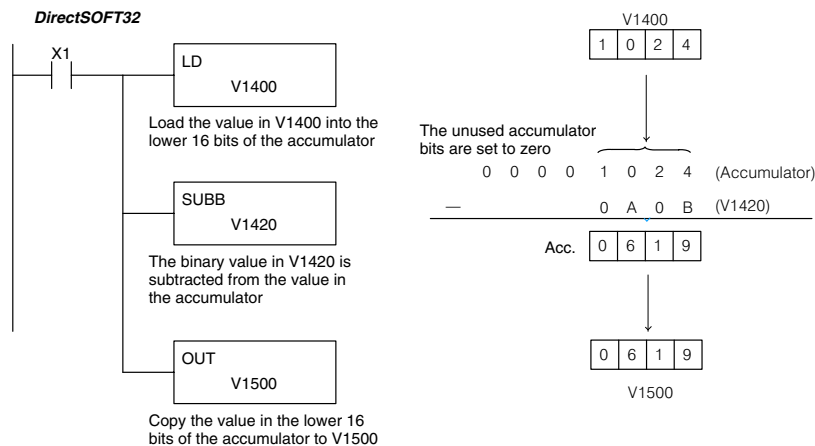 DirectSOFT32
X1
LD
V1400
Load the value in V1400 into the
lower 16 bits of the accumulator
SUBB
V1420
The binary value in V1420 is
subtracted from the value in
the accumulator
OUT
V1500
Copy the value in the lower 16
bits of the accumulator to V1500
V1400
1 0 2 4
The unused accumulator
bits are set to zero
0 0 0 0 1 0 2 4 (Accumulator)
— 0 A 0 B (V1420)
Acc. 0 6 1 9
0 6 1 9
V1500